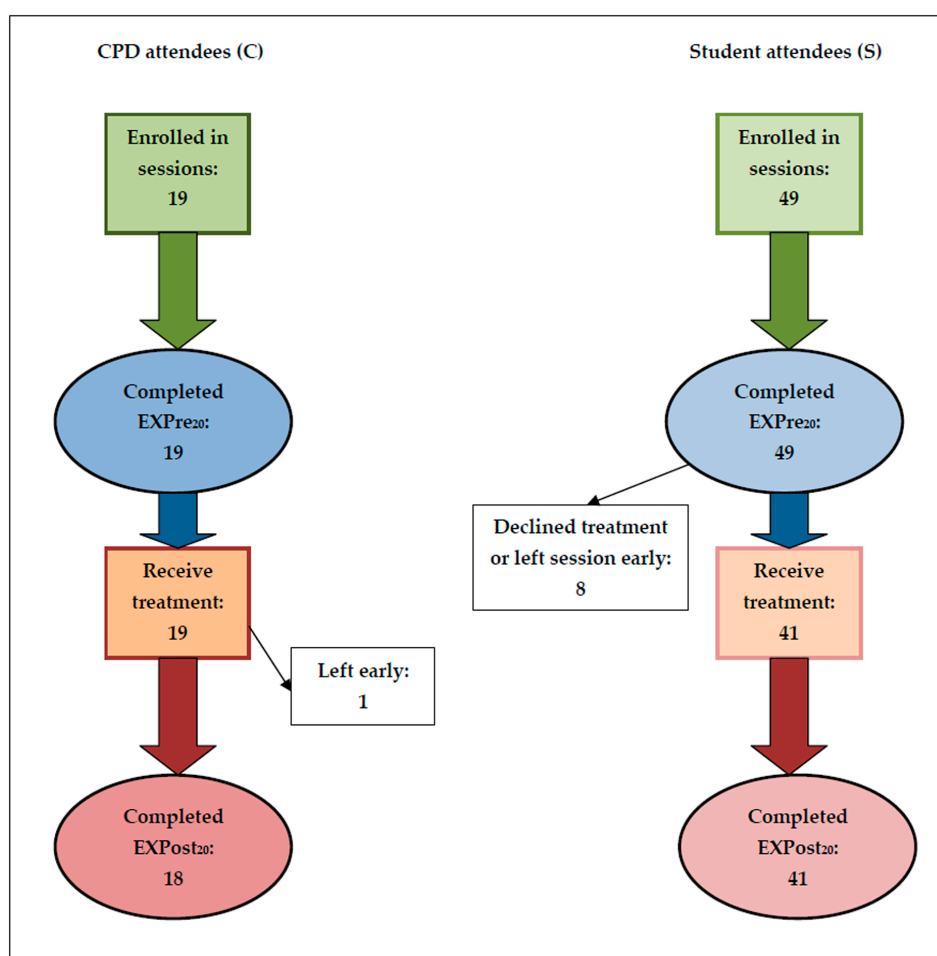 CPD attendees (C)
Enrolled in
sessions:
19
Completed
EXPre₂₀:
19
Receive
treatment:
19
Left early:
1
Completed
EXPost₂₀:
18
Student attendees (S)
Enrolled in
sessions:
49
Completed
EXPre₂₀:
49
Declined treatment
or left session early:
8
Receive
treatment:
41
Completed
EXPost₂₀:
41